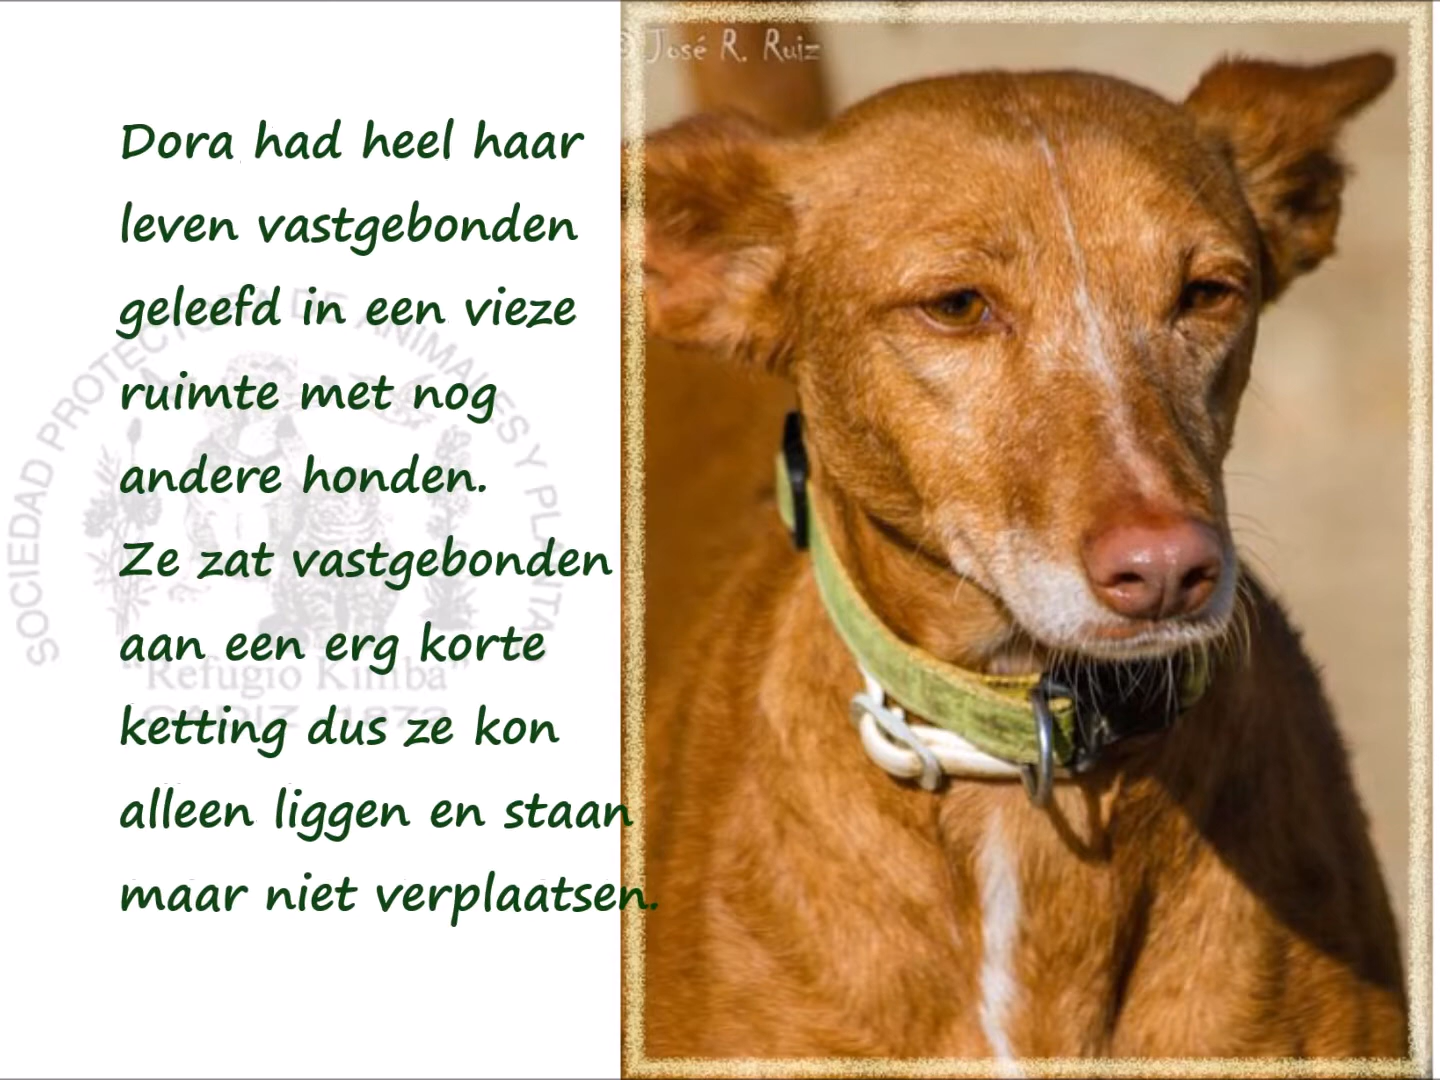 © José R. Ruiz
Dora had heel haar
leven vastgebonden
geleefd in een vieze
ruimte met nog
andere honden.
Ze zat vastgebonden
aan een erg korte
ketting dus ze kon
alleen liggen en staan
maar niet verplaatsen.
SOCIEDAD PROTECTORA DE ANIMALES Y PLANTAS
"Refugio Kimba"
CADIZ 1872